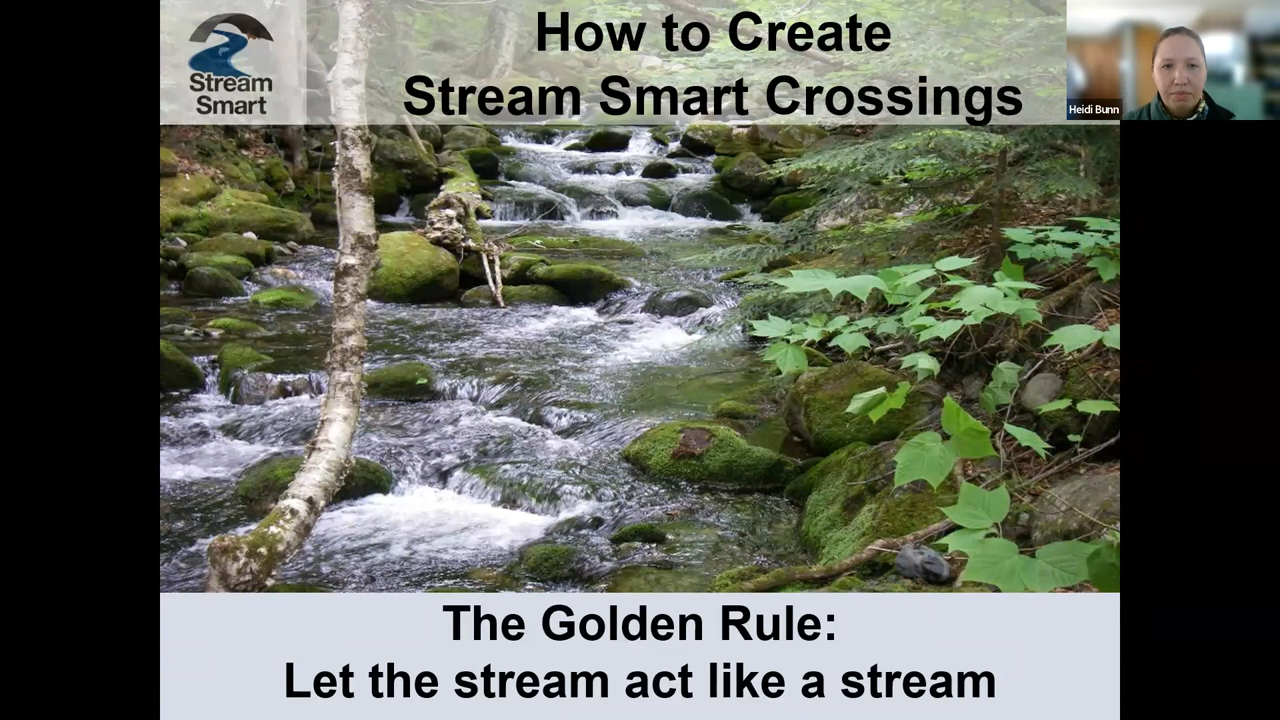 Stream
Smart
How to Create
Stream Smart Crossings
Heidi Bunn
The Golden Rule:
Let the stream act like a stream